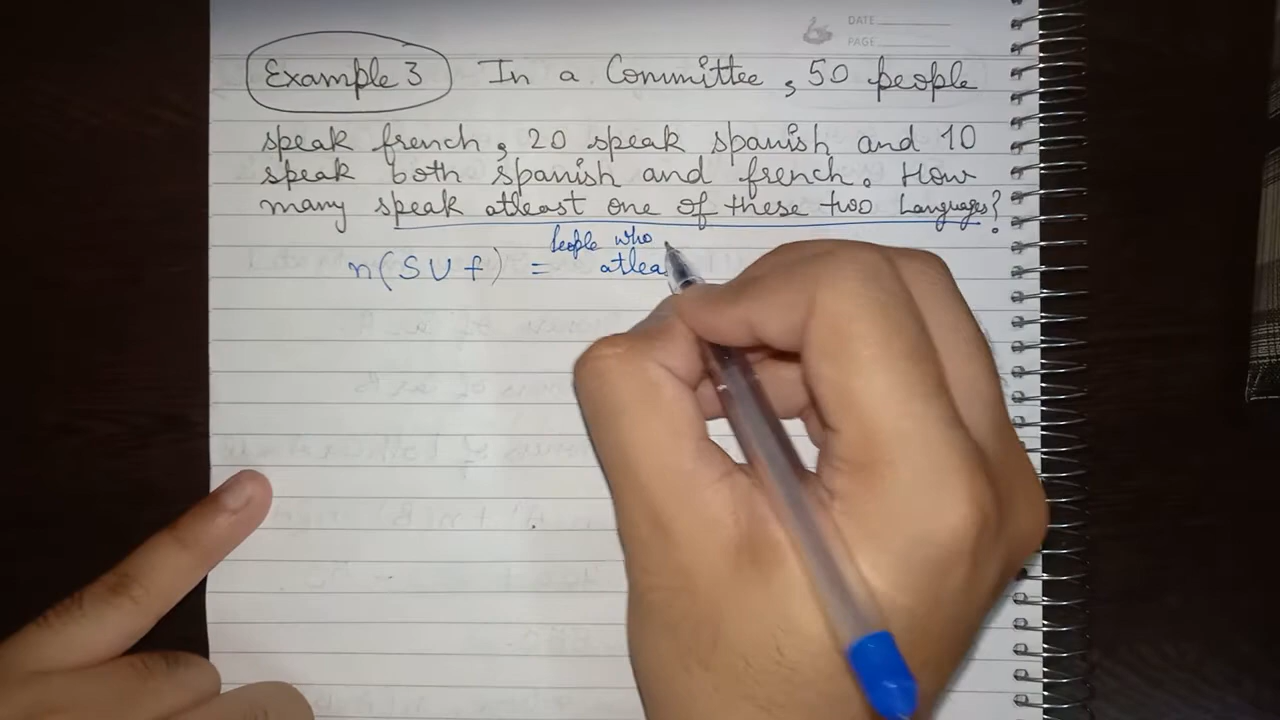 DATE
PAGE
Example 3 In a Committee, 50 people
speak french, 20 speak spanish and 10
speak both spanish and french. How
many speak atleast one of these two Languages?
people who
n(S U f) = atlea